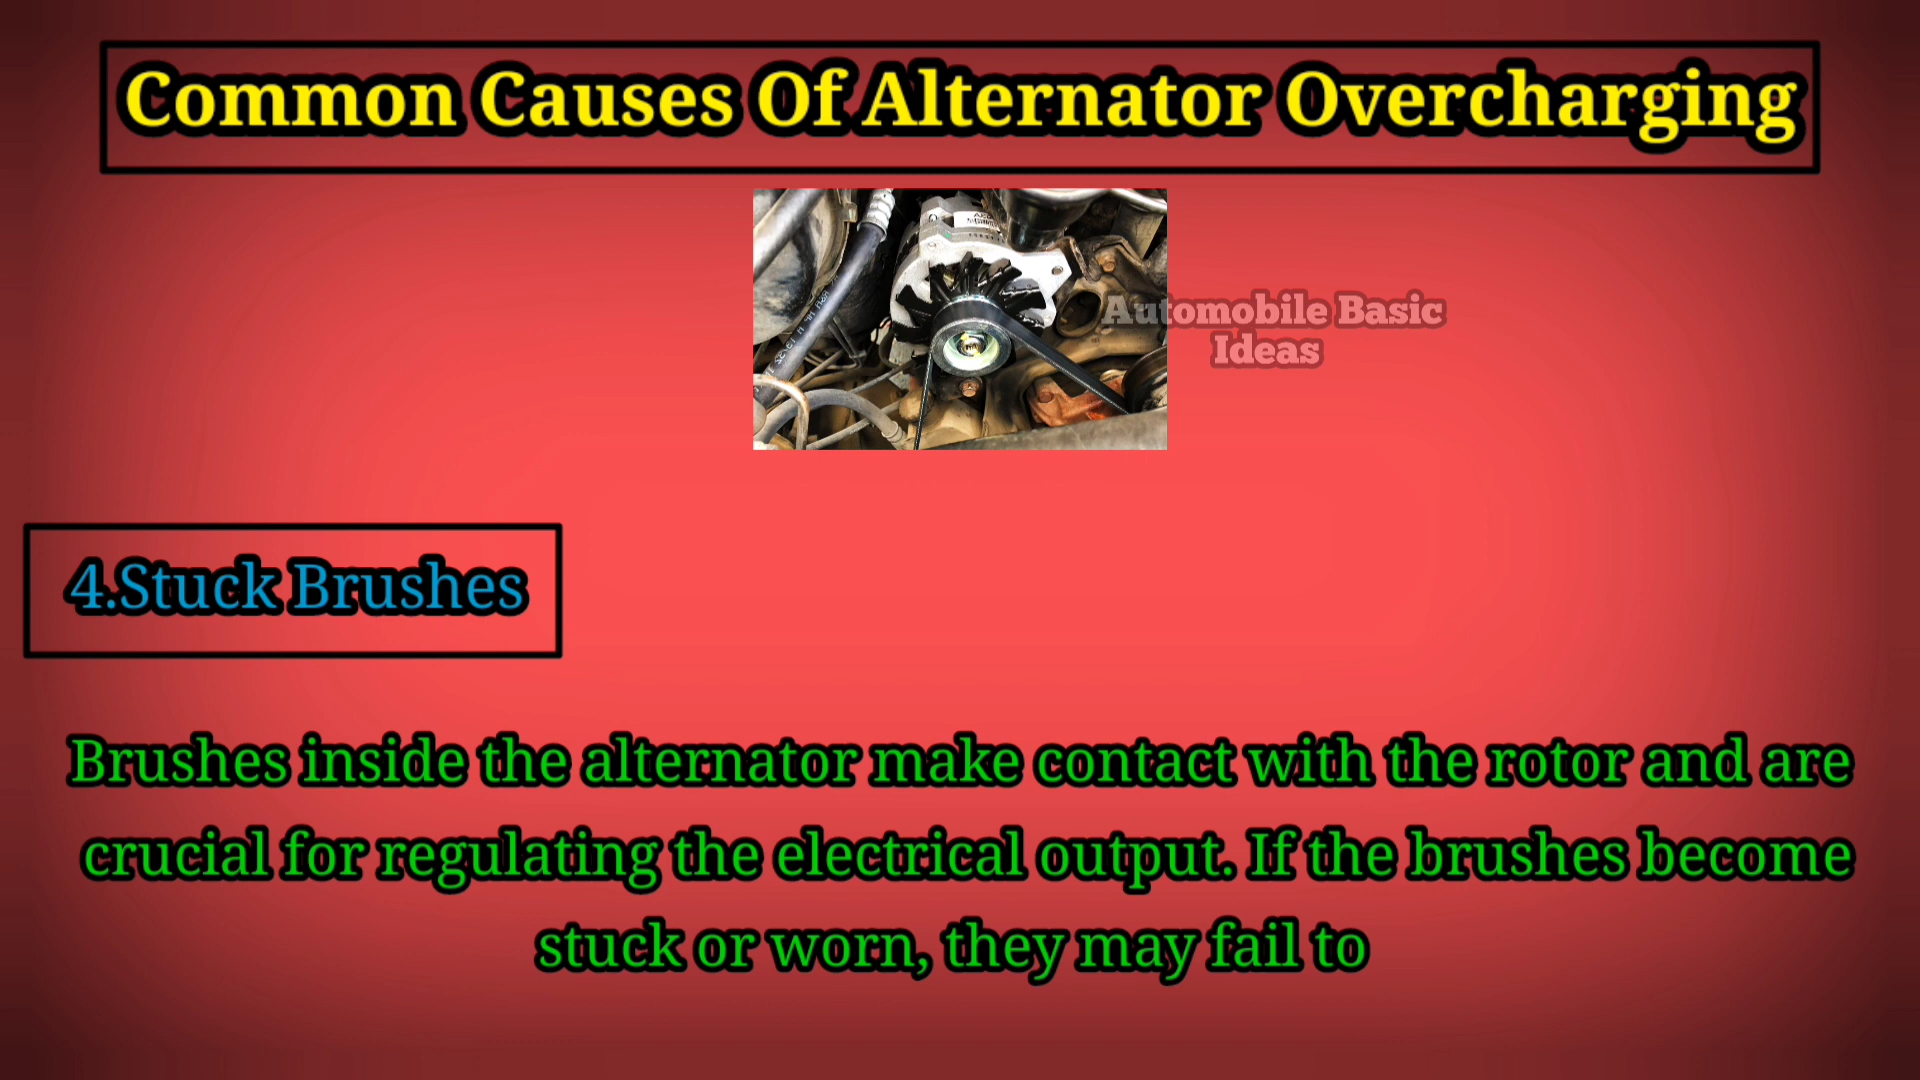 Common Causes Of Alternator Overcharging
Automobile Basic
Ideas
4.Stuck Brushes
Brushes inside the alternator make contact with the rotor and are
crucial for regulating the electrical output. If the brushes become
stuck or worn, they may fail to